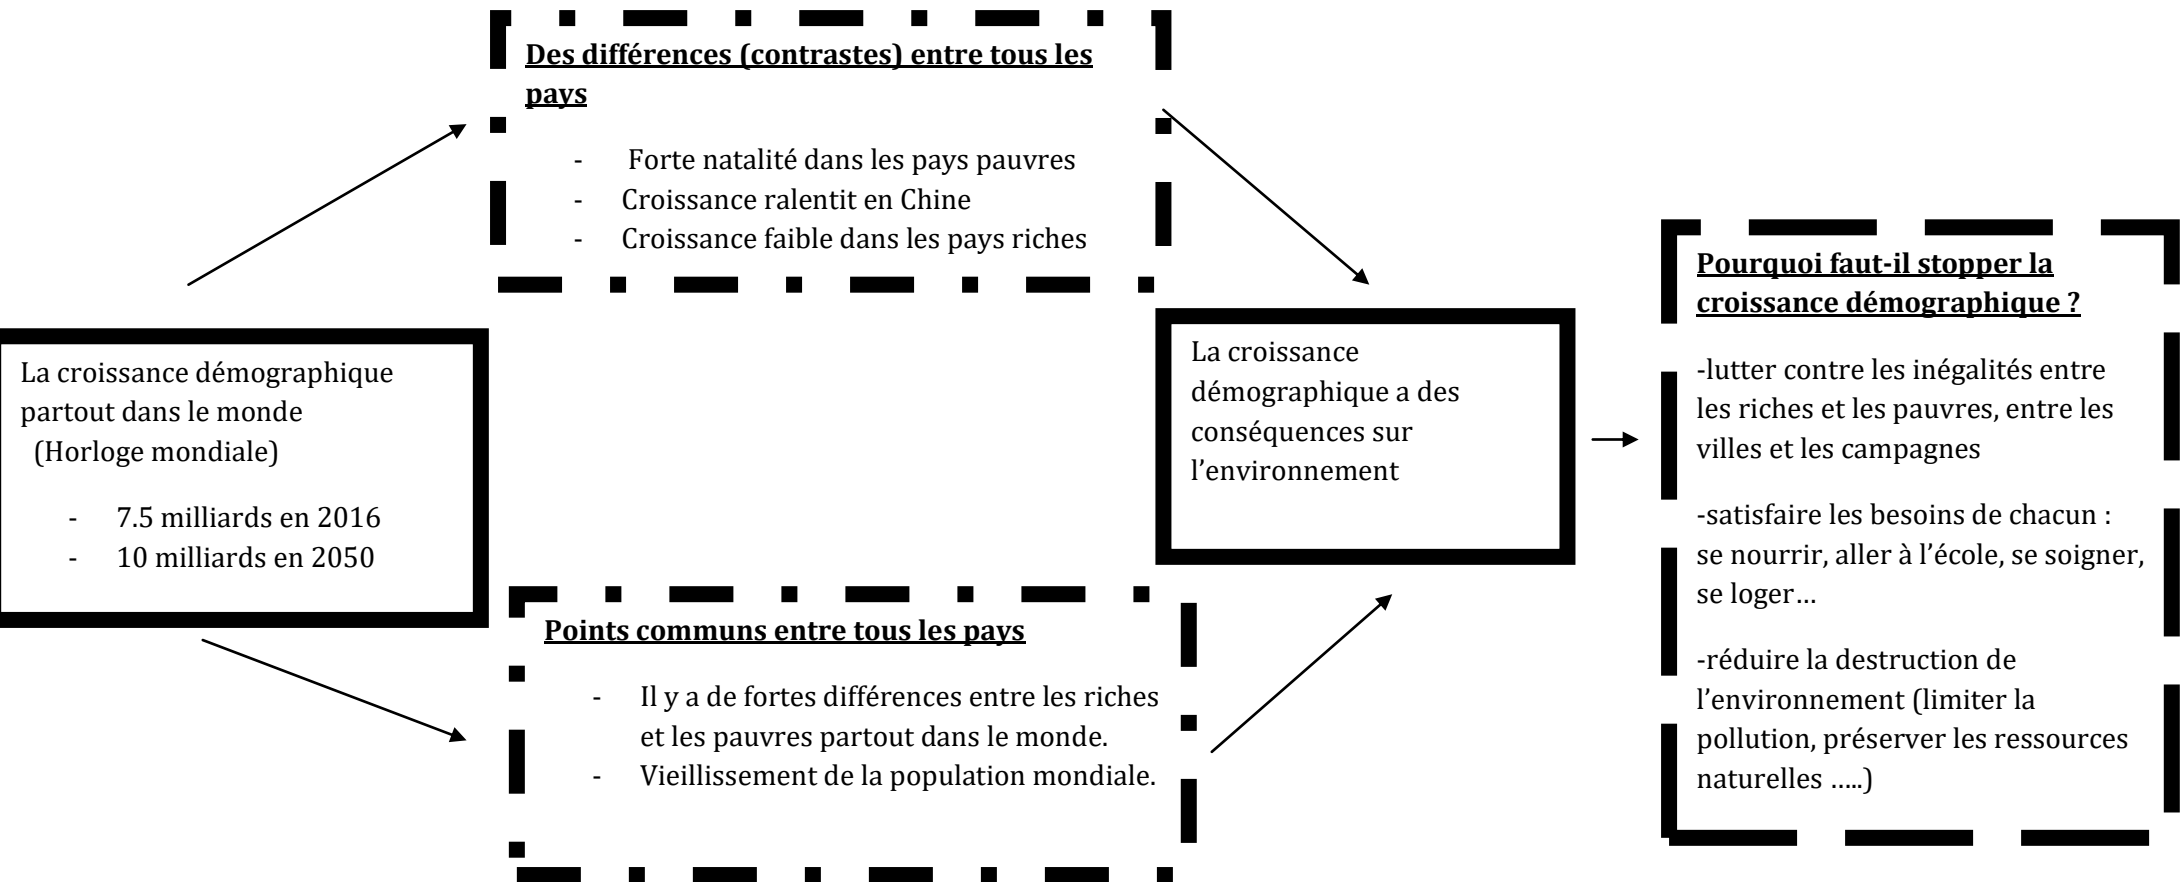 Des différences (contrastes) entre tous les
pays
- Forte natalité dans les pays pauvres
- Croissance ralentit en Chine
- Croissance faible dans les pays riches
La croissance démographique
partout dans le monde
(Horloge mondiale)
- 7.5 milliards en 2016
- 10 milliards en 2050
Points communs entre tous les pays
- Il y a de fortes différences entre les riches
et les pauvres partout dans le monde.
- Vieillissement de la population mondiale.
La croissance
démographique a des
conséquences sur
l’environnement
Pourquoi faut-il stopper la
croissance démographique ?
-lutter contre les inégalités entre
les riches et les pauvres, entre les
villes et les campagnes
-satisfaire les besoins de chacun :
se nourrir, aller à l’école, se soigner,
se loger…
-réduire la destruction de
l’environnement (limiter la
pollution, préserver les ressources
naturelles …..)